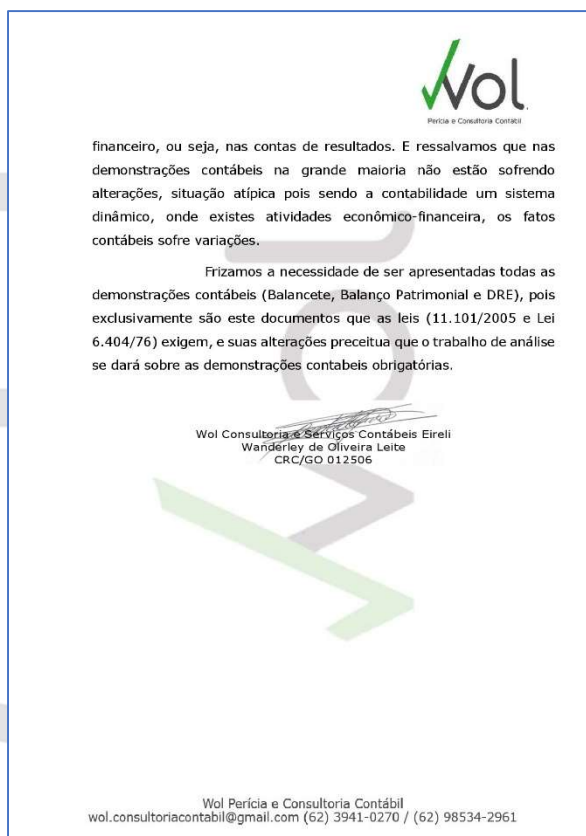 Wol
Perícia e Consultoria Contábil
financeiro, ou seja, nas contas de resultados. E ressalvamos que nas
demonstrações contábeis na grande maioria não estão sofrendo
alterações, situação atípica pois sendo a contabilidade um sistema
dinâmico, onde existes atividades econômico-financeira, os fatos
contábeis sofre variações.
Frizamos a necessidade de ser apresentadas todas as
demonstrações contábeis (Balancete, Balanço Patrimonial e DRE), pois
exclusivamente são este documentos que as leis (11.101/2005 e Lei
6.404/76) exigem, e suas alterações preceitua que o trabalho de análise
se dará sobre as demonstrações contabeis obrigatórias.
Wol Consultoria e Serviços Contábeis Eireli
Wanderley de Oliveira Leite
CRC/GO 012506
Wol Perícia e Consultoria Contábil
wol.consultoriacontabil@gmail.com (62) 3941-0270 / (62) 98534-2961